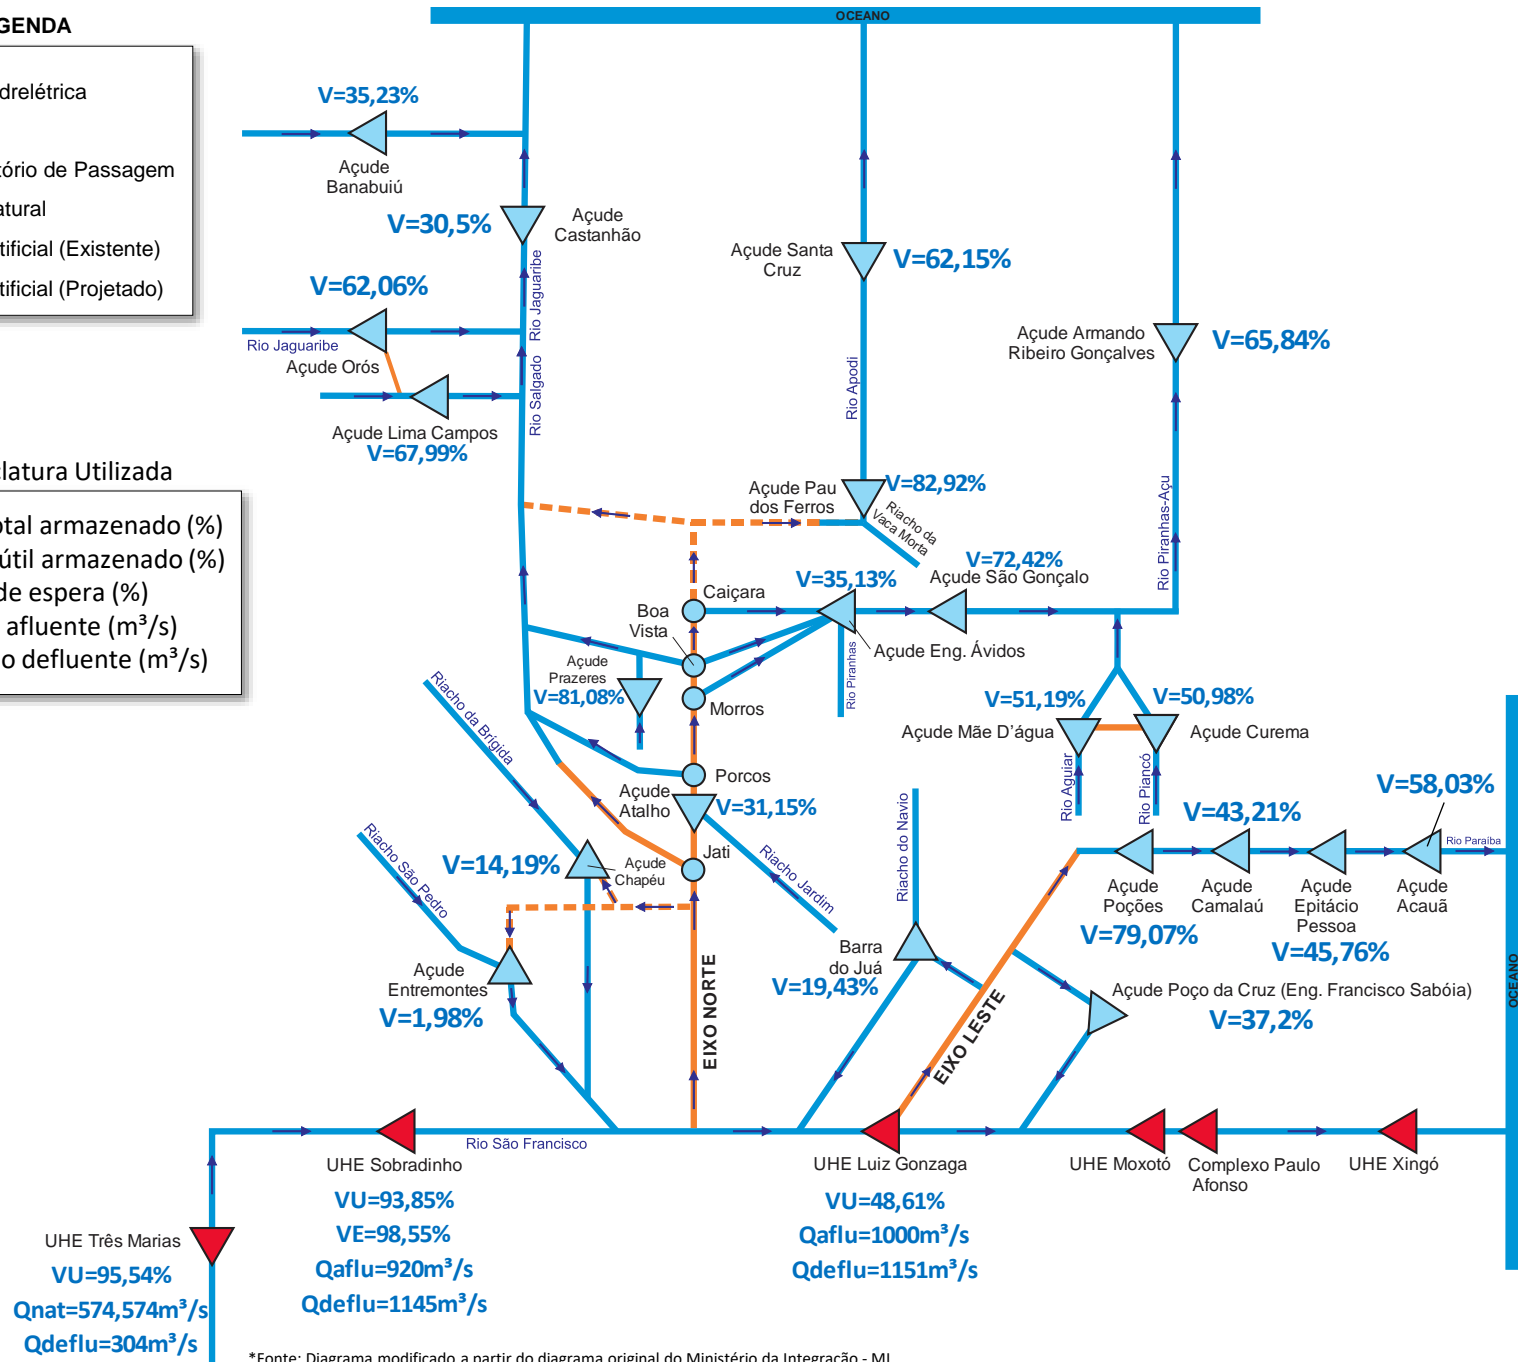 OCEANO
GENDA
drelétrica
tório de Passagem
atural
tificial (Existente)
tificial (Projetado)
V=35,23%
Açude
Banabuiú
V=30,5%
Açude
Castanhão
V=62,06%
Rio Jaguaribe
Rio Jaguaribe
Açude Orós
Rio Salgado
Açude Lima Campos
V=67,99%
Açude Santa
Cruz
V=62,15%
Rio Apodi
Açude Armando
Ribeiro Gonçalves
V=65,84%
Rio Piranhas-Açu
clatura Utilizada
otal armazenado (%)
útil armazenado (%)
de espera (%)
afluente (m³/s)
o defluente (m³/s)
Açude Pau
dos Ferros
V=82,92%
Riacho da
Vaca Morta
V=72,42%
Açude São Gonçalo
V=35,13%
Açude Eng. Ávidos
Rio Piranhas
Caiçara
Boa
Vista
Morros
Açude
Prazeres
V=81,08%
Porcos
Açude
Atalho
V=31,15%
Jati
Riacho Jardim
Riacho da Brígida
Riacho São Pedro
V=14,19%
Açude
Chapéu
Açude
Entremontes
V=1,98%
EIXO NORTE
V=51,19%
Açude Mãe D'água
V=50,98%
Açude Curema
Rio Aguiar
Rio Piancó
V=58,03%
V=43,21%
Rio Paraíba
Açude
Poções
V=79,07%
Açude
Camalaú
Açude
Epitácio
Pessoa
V=45,76%
Açude
Acauã
Riacho do Navio
Barra
do Juá
V=19,43%
EIXO LESTE
Açude Poço da Cruz (Eng. Francisco Sabóia)
V=37,2%
OCEANO
Rio São Francisco
UHE Sobradinho
VU=93,85%
VE=98,55%
Qaflu=920m³/s
Qdeflu=1145m³/s
UHE Luiz Gonzaga
VU=48,61%
Qaflu=1000m³/s
Qdeflu=1151m³/s
UHE Moxotó
Complexo Paulo
Afonso
UHE Xingó
UHE Três Marias
VU=95,54%
Qnat=574,574m³/s
Qdeflu=304m³/s
*Fonte: Diagrama modificado a partir do diagrama original do Ministério da Integração - MI